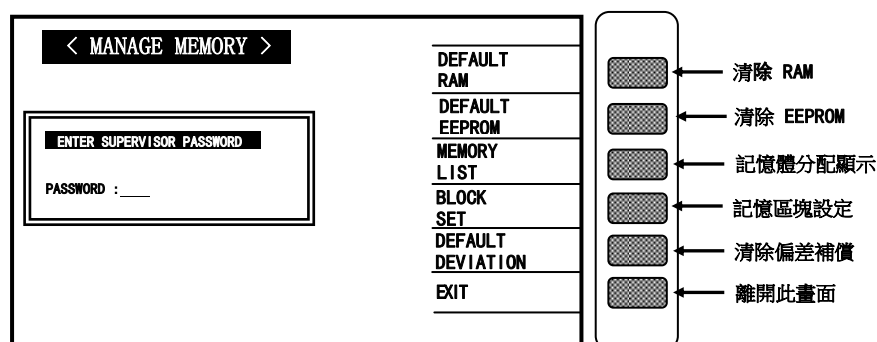 < MANAGE MEMORY >
ENTER SUPERVISOR PASSWORD
PASSWORD :____
DEFAULT
RAM
DEFAULT
EEPROM
MEMORY
LIST
BLOCK
SET
DEFAULT
DEVIATION
EXIT
清除 RAM
清除 EEPROM
記憶體分配顯示
記憶區塊設定
清除偏差補償
離開此畫面